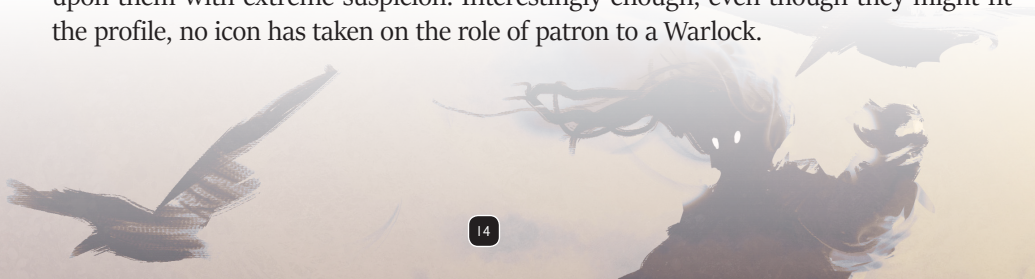 upon them with extreme suspicion. Interestingly enough, even though they might fit
the profile, no icon has taken on the role of patron to a Warlock.
14